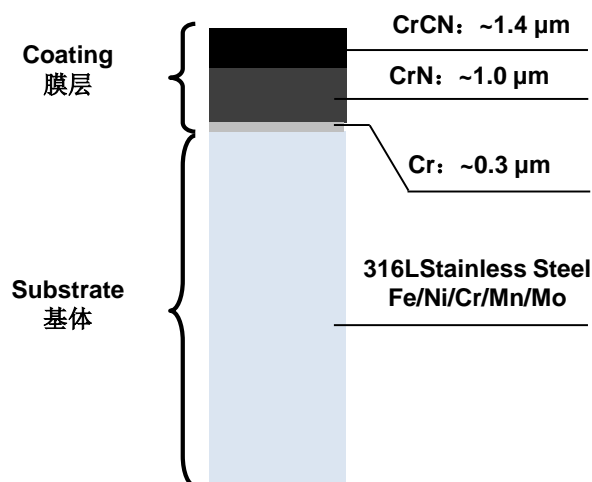 Coating
膜层
CrCN：~1.4 μm
CrN：~1.0 μm
Cr：~0.3 μm
Substrate
基体
316LStainless Steel
Fe/Ni/Cr/Mn/Mo